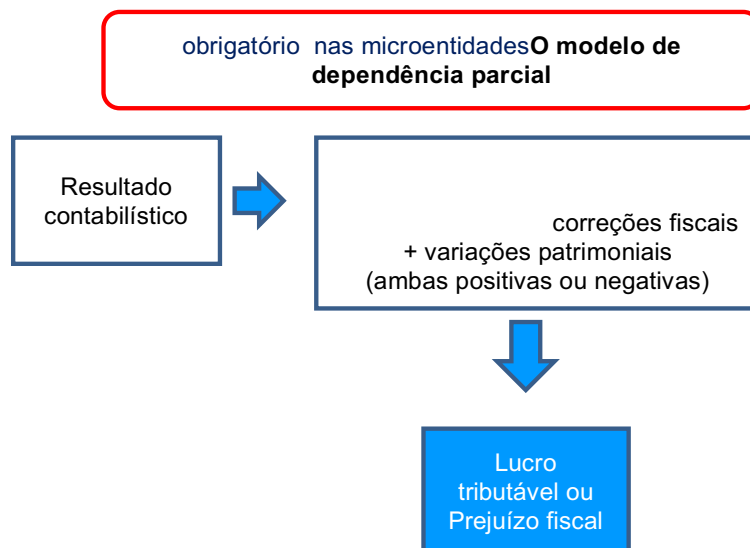 obrigatório nas microentidadesO modelo de
dependência parcial
Resultado
contabilístico
correções fiscais
+ variações patrimoniais
(ambas positivas ou negativas)
Lucro
tributável ou
Prejuízo fiscal